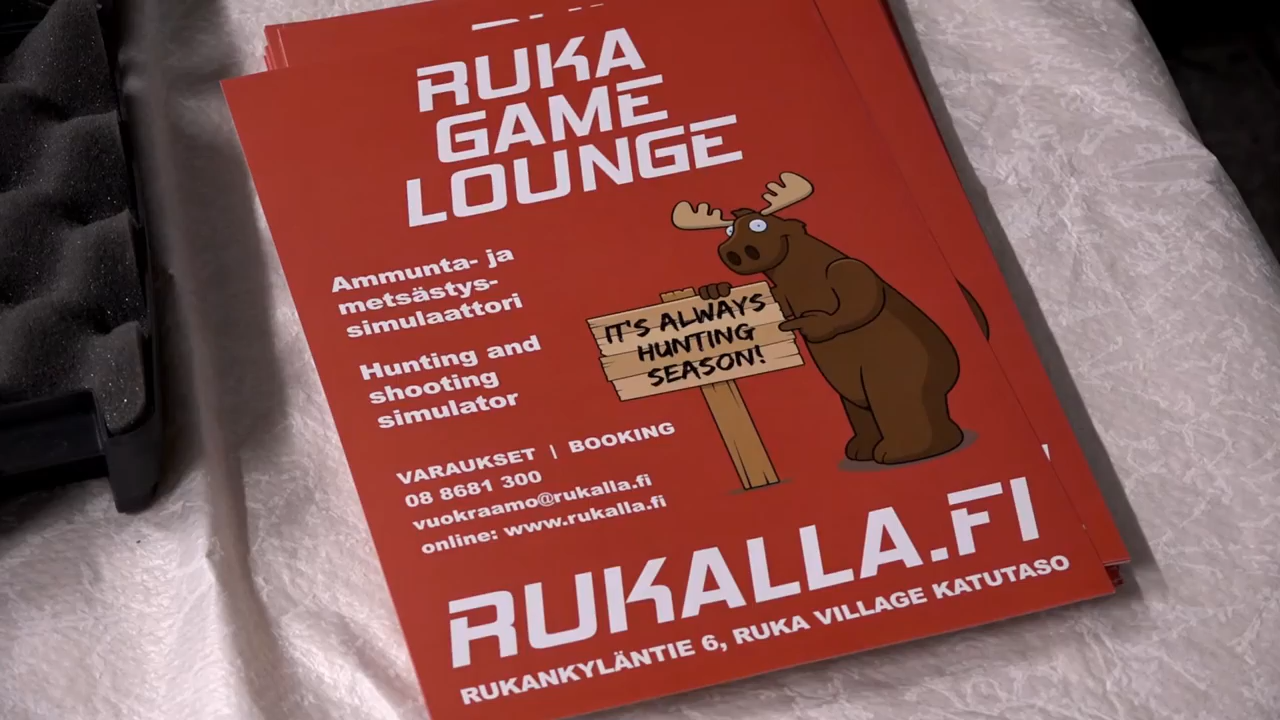 RUKA
GAME
LOUNGE
Ammunta- ja
metsästys-
simulaattori
Hunting and
shooting
simulator
IT'S ALWAYS
HUNTING
SEASON!
VARAUKSET | BOOKING
08 8681 300
vuokraamo@rukalla.fi
online: www.rukalla.fi
RUKALLA.FI
RUKANKYLÄNTIE 6, RUKA VILLAGE KATUTASO